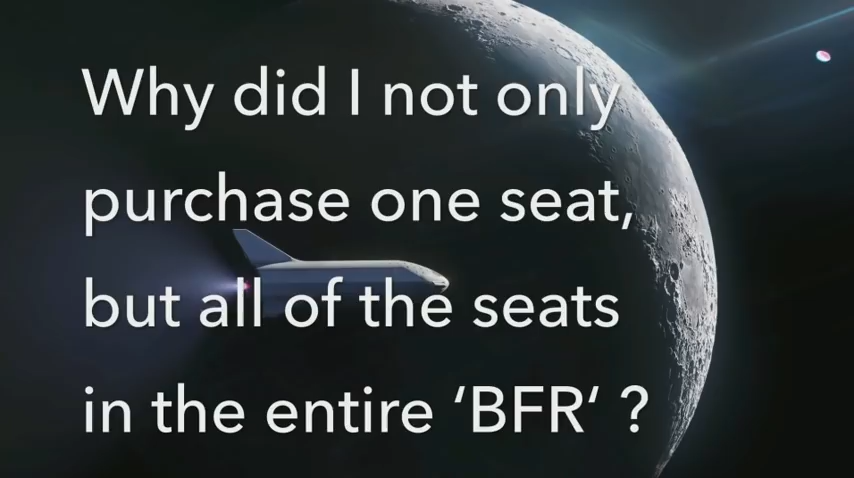 Why did I not only
purchase one seat,
but all of the seats
in the entire ‘BFR‘ ?